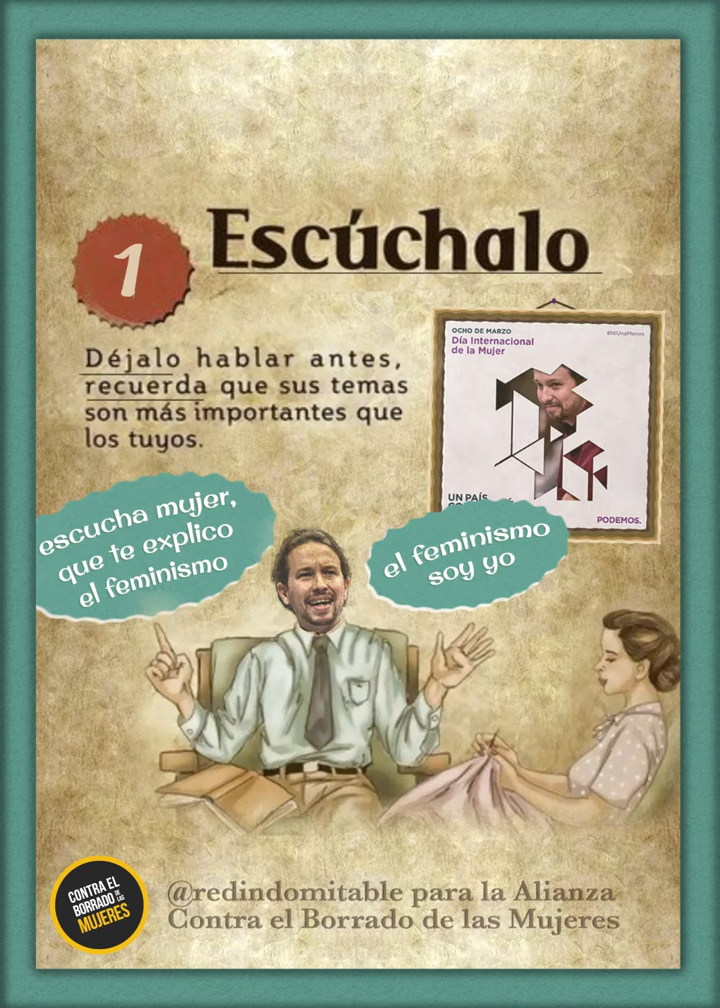 1
Escúchalo
Déjalo hablar antes,
recuerda que sus temas
son más importantes que
los tuyos.
OCHO DE MARZO
Día Internacional
de la Mujer
#NiUnaMenos
UN PAÍS
PODEMOS.
escucha mujer,
que te explico
el feminismo
el feminismo
soy yo
CONTRA EL
BORRADO DE LAS
MUJERES
@redindomitable para la Alianza
Contra el Borrado de las Mujeres